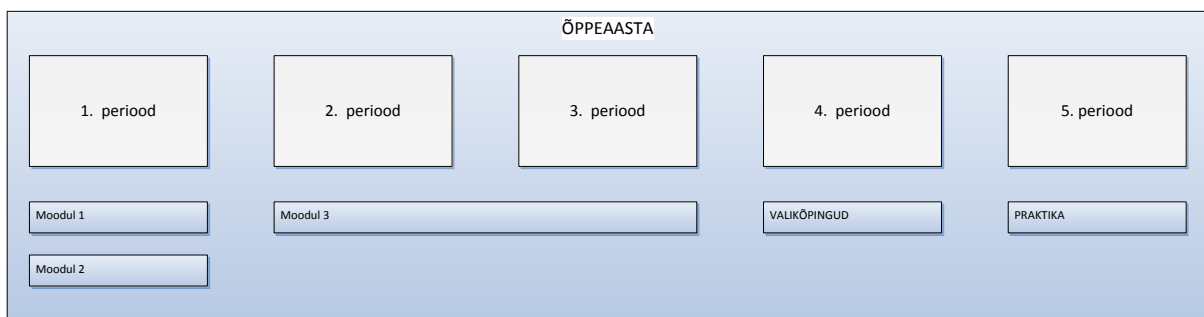 ÕPPEAASTA
1. periood
2. periood
3. periood
4. periood
5. periood
Moodul 1
Moodul 3
VALIKÕPINGUD
PRAKTIKA
Moodul 2